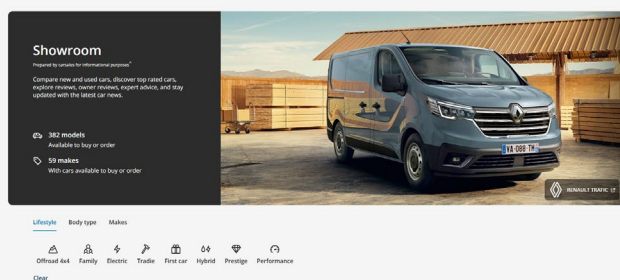 Showroom
Prepared by carsales for informational purposes^
Compare new and used cars, discover top rated cars,
explore reviews, owner reviews, expert advice, and stay
updated with the latest car news.
382 models
Available to buy or order
59 makes
With cars available to buy or order
VA-088-TH
RENAULT TRAFIC
Lifestyle Body type Makes
Offroad 4x4 Family Electric Tradie First car Hybrid Prestige Performance
Clear